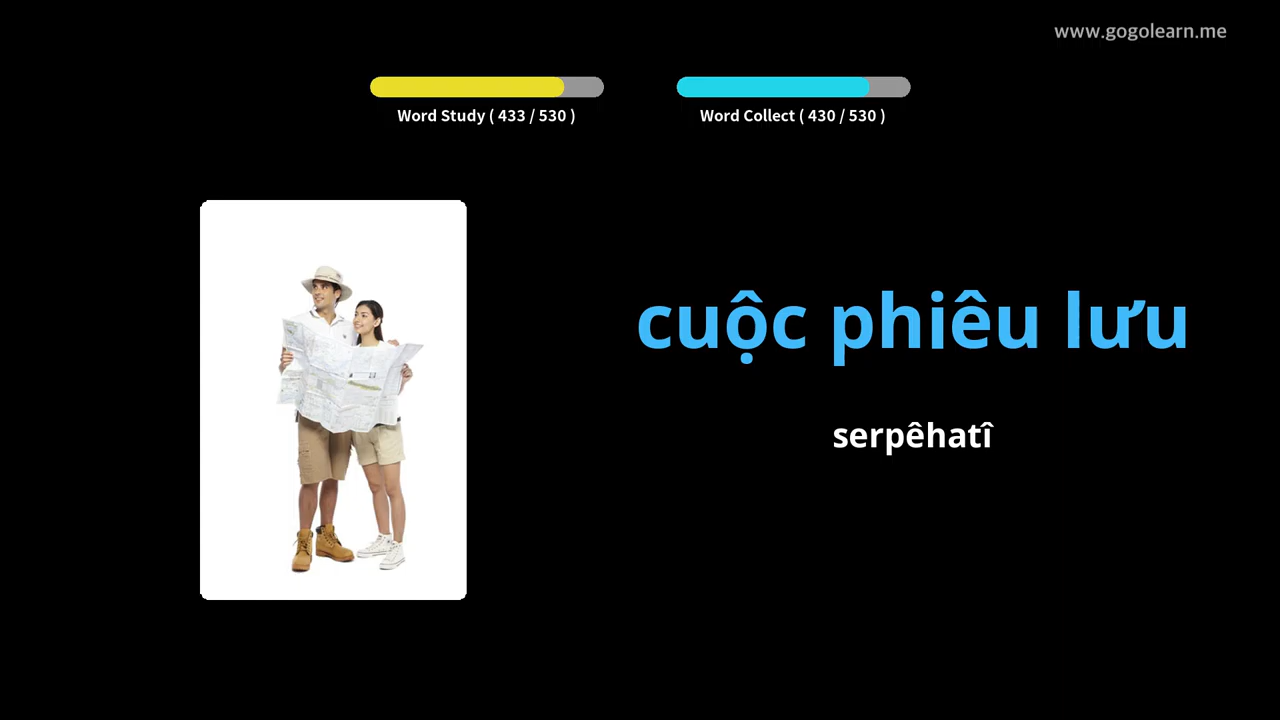 www.gogolearn.me
Word Study ( 433 / 530 )
Word Collect ( 430 / 530 )
cuộc phiêu lưu
serpêhatî